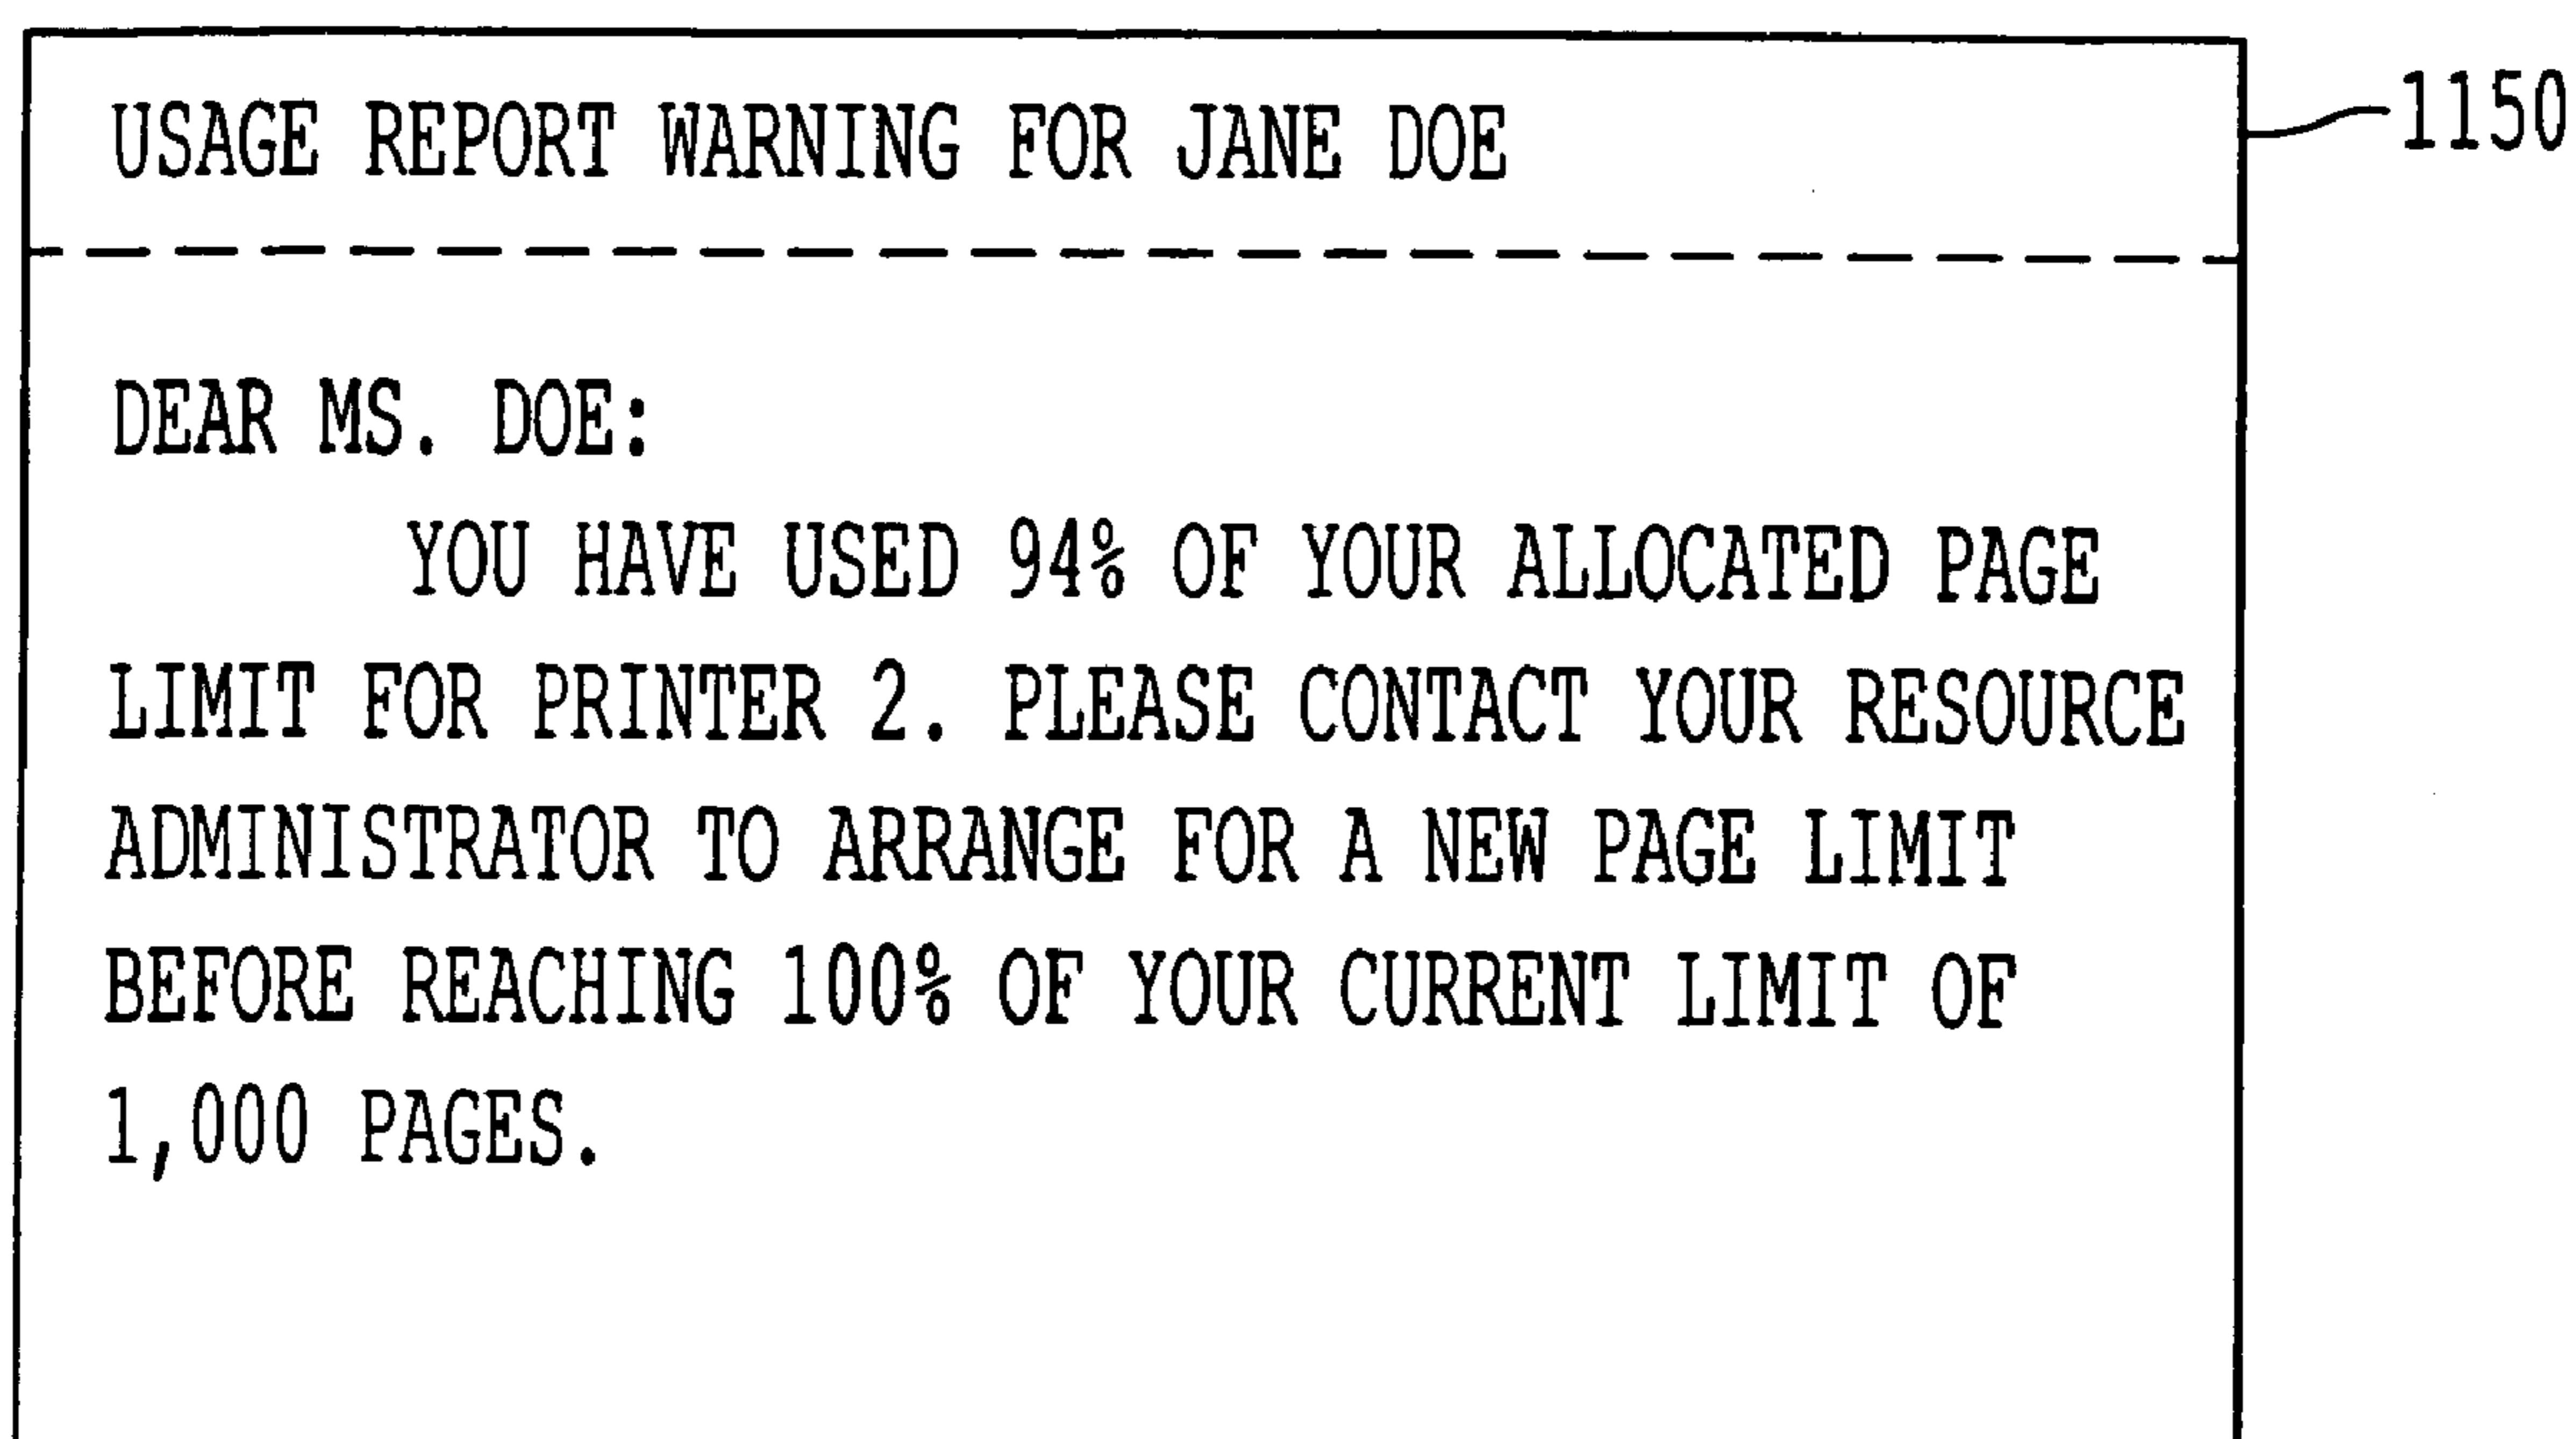 USAGE REPORT WARNING FOR JANE DOE
1150
DEAR MS. DOE:
YOU HAVE USED 94% OF YOUR ALLOCATED PAGE
LIMIT FOR PRINTER 2. PLEASE CONTACT YOUR RESOURCE
ADMINISTRATOR TO ARRANGE FOR A NEW PAGE LIMIT
BEFORE REACHING 100% OF YOUR CURRENT LIMIT OF
1,000 PAGES.